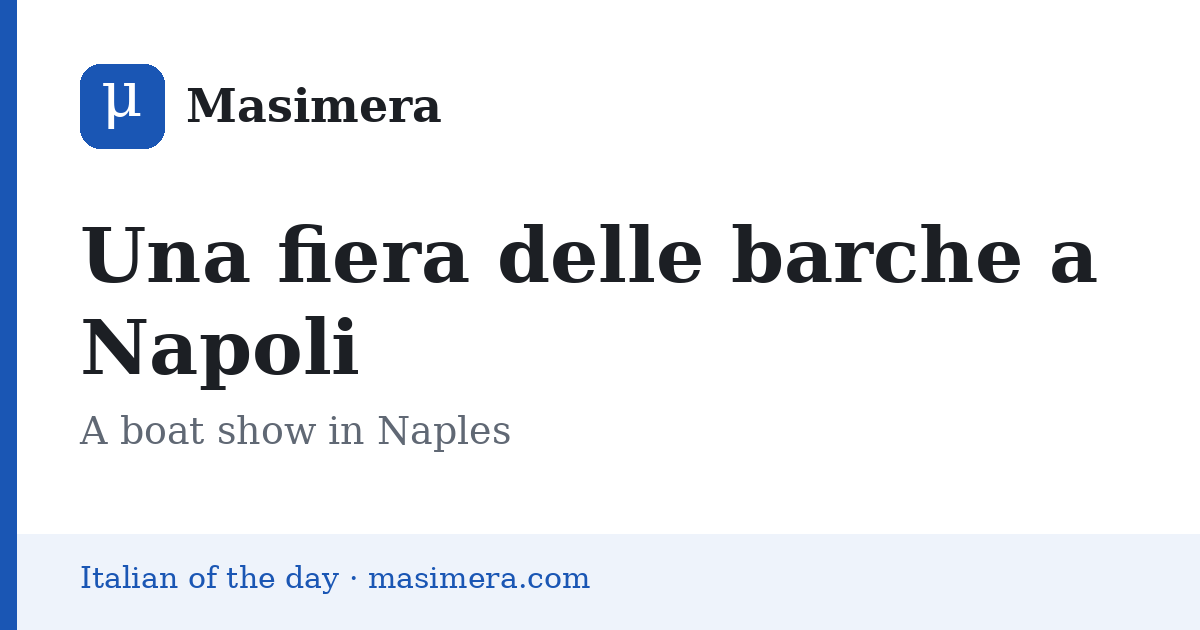 μ
Masimera
Una fiera delle barche a
Napoli
A boat show in Naples
Italian of the day · masimera.com